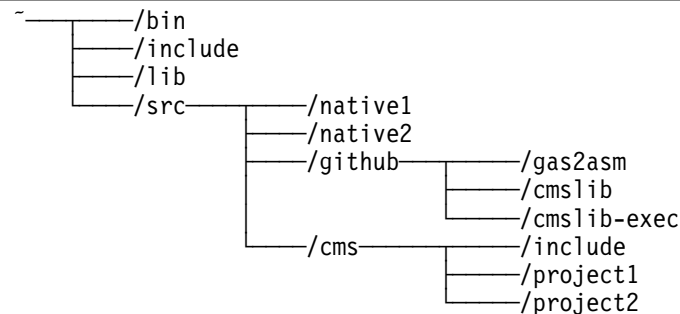 ~ /bin
/include
/lib
/src /native1
/native2
/github /gas2asm
/cmslib
/cmslib-exec
/cms /include
/project1
/project2